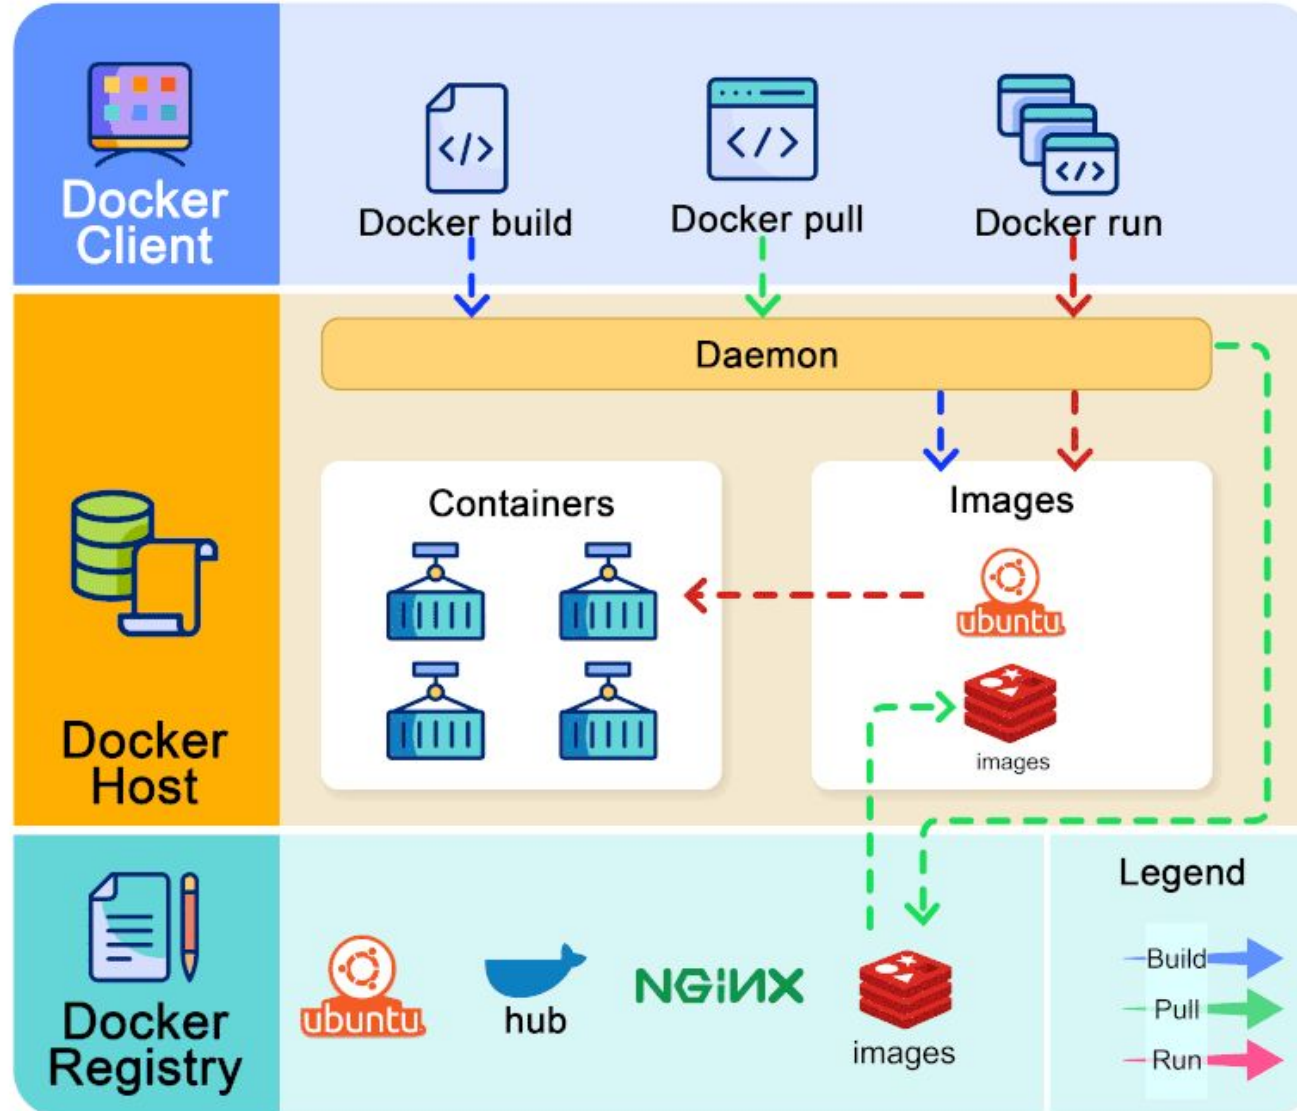 Docker
Client
Docker build
Docker pull
Docker run
Docker
Host
Daemon
Containers
Images
ubuntu
images
Docker
Registry
ubuntu
hub
NGiNX
images
Legend
Build
Pull
Run